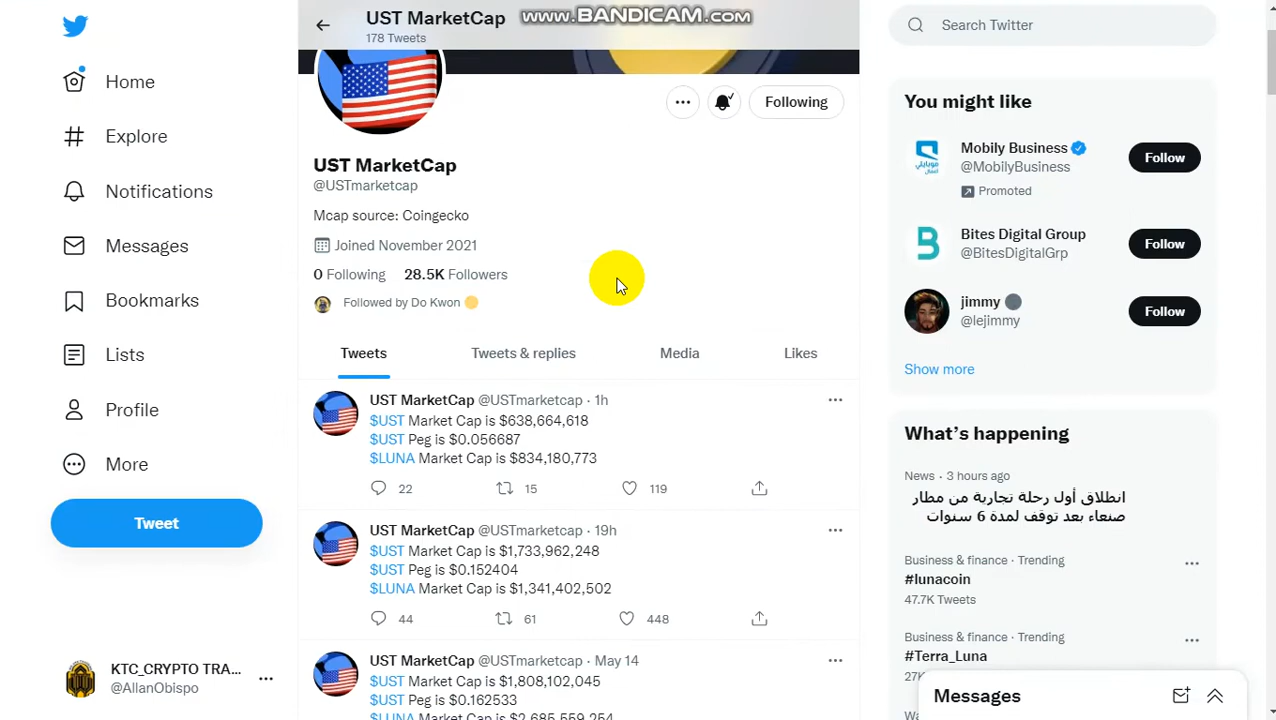 UST MarketCap
178 Tweets
www.BANDICAM.com
Home
Explore
Notifications
Messages
Bookmarks
Lists
Profile
More
Tweet
KTC_CRYPTO TRA...
@AllanObispo
Following
UST MarketCap
@USTmarketcap
Mcap source: Coingecko
Joined November 2021
0 Following 28.5K Followers
Followed by Do Kwon
Tweets Tweets & replies Media Likes
UST MarketCap @USTmarketcap · 1h
$UST Market Cap is $638,664,618
$UST Peg is $0.056687
$LUNA Market Cap is $834,180,773
22 15 119
UST MarketCap @USTmarketcap · 19h
$UST Market Cap is $1,733,962,248
$UST Peg is $0.152404
$LUNA Market Cap is $1,341,402,502
44 61 448
UST MarketCap @USTmarketcap · May 14
$UST Market Cap is $1,808,102,045
$UST Peg is $0.162533
$LUNA Market Cap is $2,685,559,254
Search Twitter
You might like
Mobily Business
@MobilyBusiness
Promoted
Follow
Bites Digital Group
@BitesDigitalGrp
Follow
jimmy
@lejimmy
Follow
Show more
What's happening
News · 3 hours ago
انطلاق أول رحلة تجارية من مطار
صنعاء بعد توقف لمدة 6 سنوات
Business & finance · Trending
#lunacoin
47.7K Tweets
Business & finance · Trending
#Terra_Luna
Messages